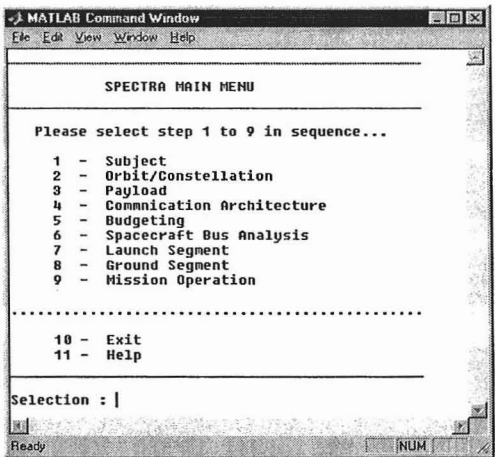 MATLAB Command Window
File Edit View Window Help
SPECTRA MAIN MENU
Please select step 1 to 9 in sequence...
1 - Subject
2 - Orbit/Constellation
3 - Payload
4 - Commnication Architecture
5 - Budgeting
6 - Spacecraft Bus Analysis
7 - Launch Segment
8 - Ground Segment
9 - Mission Operation
10 - Exit
11 - Help
Selection :
Ready NUM